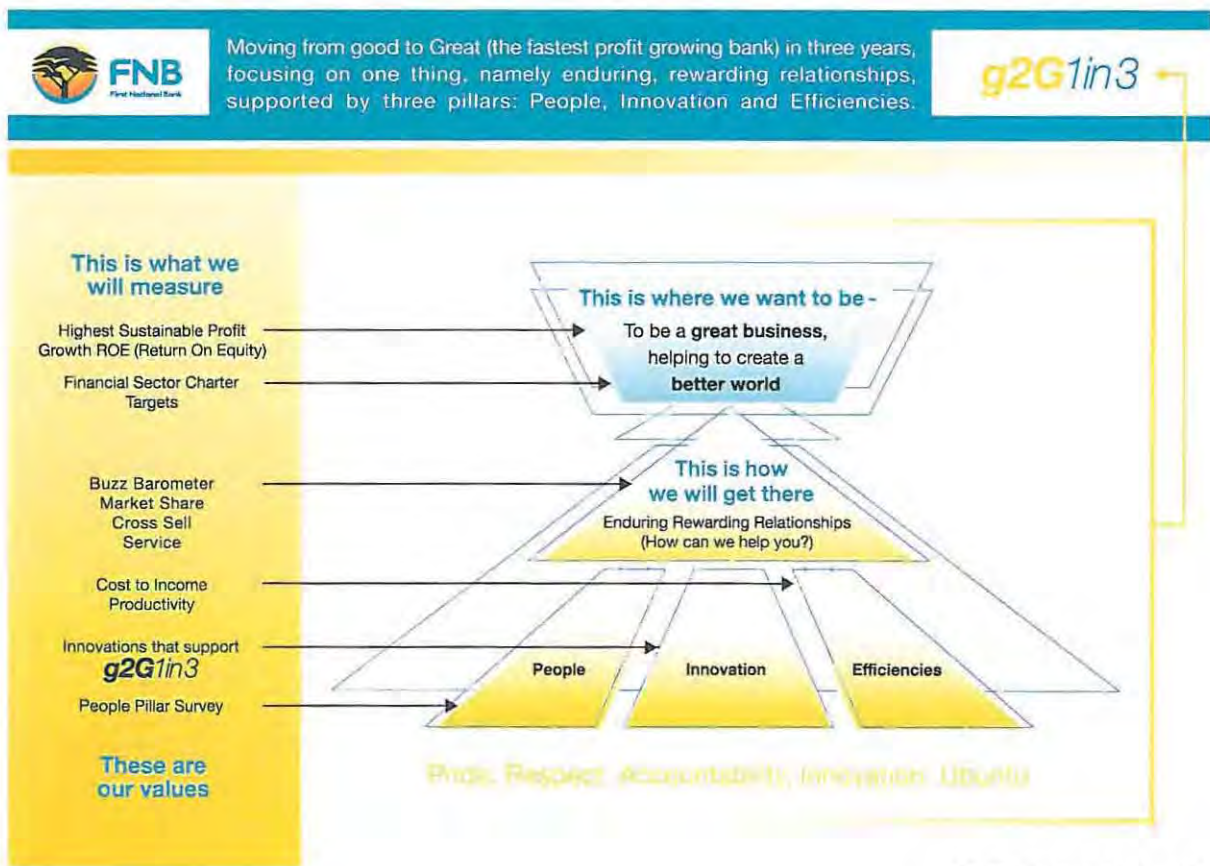 FNB
First National Bank
Moving from good to Great (the fastest profit growing bank) in three years,
focusing on one thing, namely enduring, rewarding relationships,
supported by three pillars: People, Innovation and Efficiencies.
g2G1in3
This is what we
will measure
Highest Sustainable Profit
Growth ROE (Return On Equity)
Financial Sector Charter
Targets
Buzz Barometer
Market Share
Cross Sell
Service
Cost to Income
Productivity
Innovations that support
g2G1in3
People Pillar Survey
These are
our values
This is where we want to be -
To be a great business,
helping to create a
better world
This is how
we will get there
Enduring Rewarding Relationships
(How can we help you?)
People
Innovation
Efficiencies
Pride, Respect, Accountability, Innovation, Ubuntu